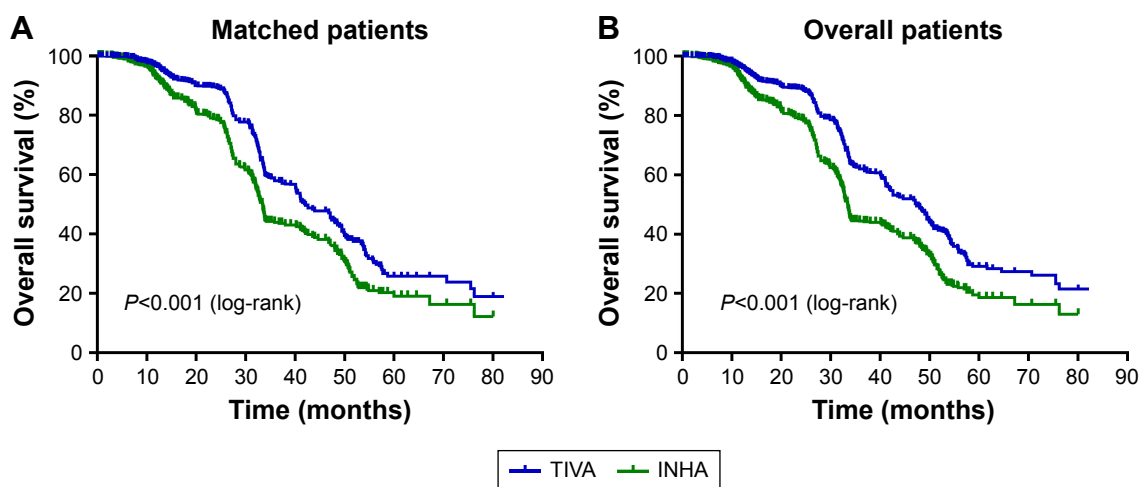 A
Matched patients
Overall survival (%)
100
80
60
40
20
0
P<0.001 (log-rank)
0 10 20 30 40 50 60 70 80 90
Time (months)
B
Overall patients
Overall survival (%)
100
80
60
40
20
0
P<0.001 (log-rank)
0 10 20 30 40 50 60 70 80 90
Time (months)
TIVA INHA